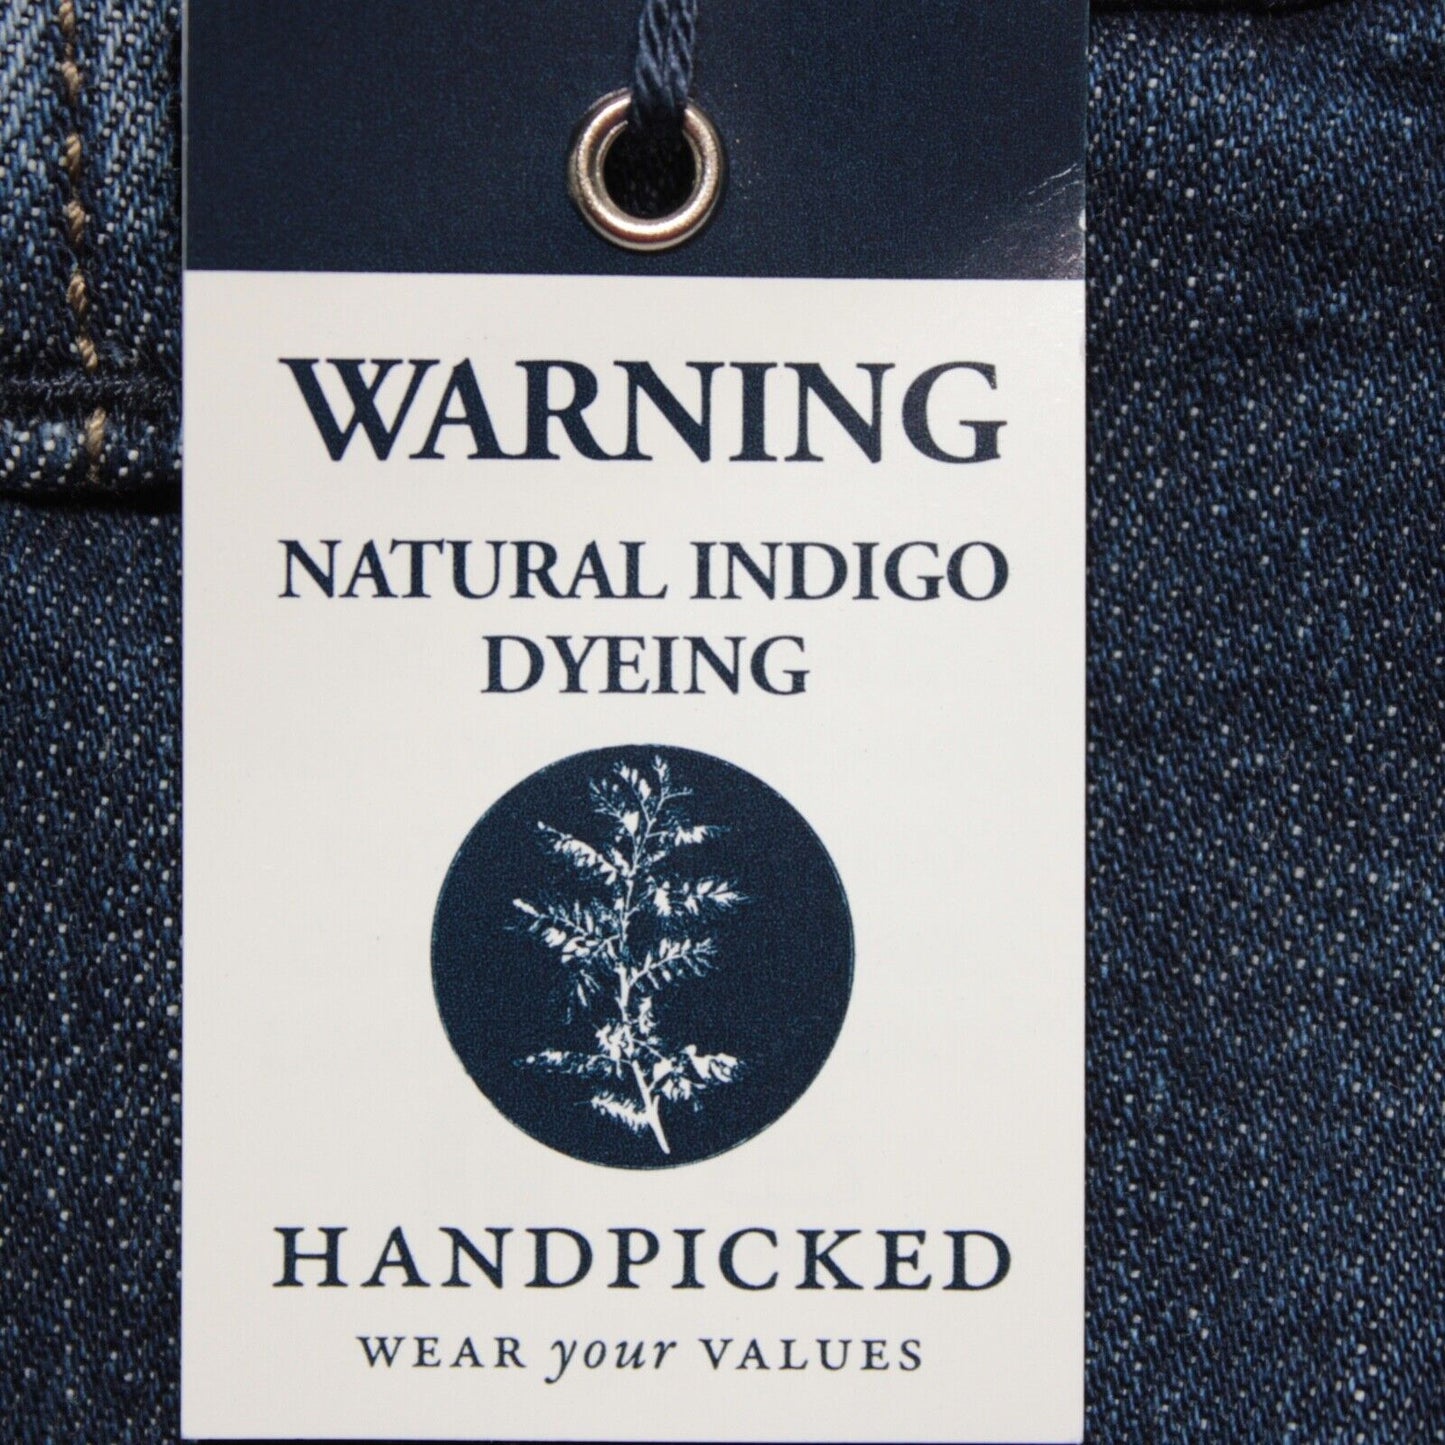 WARNING
NATURAL INDIGO
DYEING
HANDPICKED
WEAR your VALUES